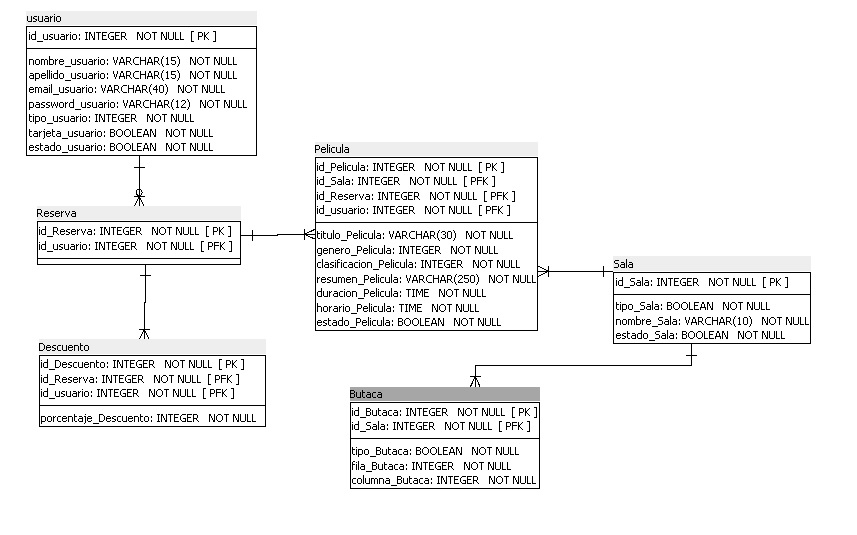 usuario
id_usuario: INTEGER NOT NULL [ PK ]
nombre_usuario: VARCHAR(15) NOT NULL
apellido_usuario: VARCHAR(15) NOT NULL
email_usuario: VARCHAR(40) NOT NULL
password_usuario: VARCHAR(12) NOT NULL
tipo_usuario: INTEGER NOT NULL
tarjeta_usuario: BOOLEAN NOT NULL
estado_usuario: BOOLEAN NOT NULL
Reserva
id_Reserva: INTEGER NOT NULL [ PK ]
id_usuario: INTEGER NOT NULL [ PFK ]
Descuento
id_Descuento: INTEGER NOT NULL [ PK ]
id_Reserva: INTEGER NOT NULL [ PFK ]
id_usuario: INTEGER NOT NULL [ PFK ]
porcentaje_Descuento: INTEGER NOT NULL
Pelicula
id_Pelicula: INTEGER NOT NULL [ PK ]
id_Sala: INTEGER NOT NULL [ PFK ]
id_Reserva: INTEGER NOT NULL [ PFK ]
id_usuario: INTEGER NOT NULL [ PFK ]
titulo_Pelicula: VARCHAR(30) NOT NULL
genero_Pelicula: INTEGER NOT NULL
clasificacion_Pelicula: INTEGER NOT NULL
resumen_Pelicula: VARCHAR(250) NOT NULL
duracion_Pelicula: TIME NOT NULL
horario_Pelicula: TIME NOT NULL
estado_Pelicula: BOOLEAN NOT NULL
Sala
id_Sala: INTEGER NOT NULL [ PK ]
tipo_Sala: BOOLEAN NOT NULL
nombre_Sala: VARCHAR(10) NOT NULL
estado_Sala: BOOLEAN NOT NULL
Butaca
id_Butaca: INTEGER NOT NULL [ PK ]
id_Sala: INTEGER NOT NULL [ PFK ]
tipo_Butaca: BOOLEAN NOT NULL
fila_Butaca: INTEGER NOT NULL
columna_Butaca: INTEGER NOT NULL